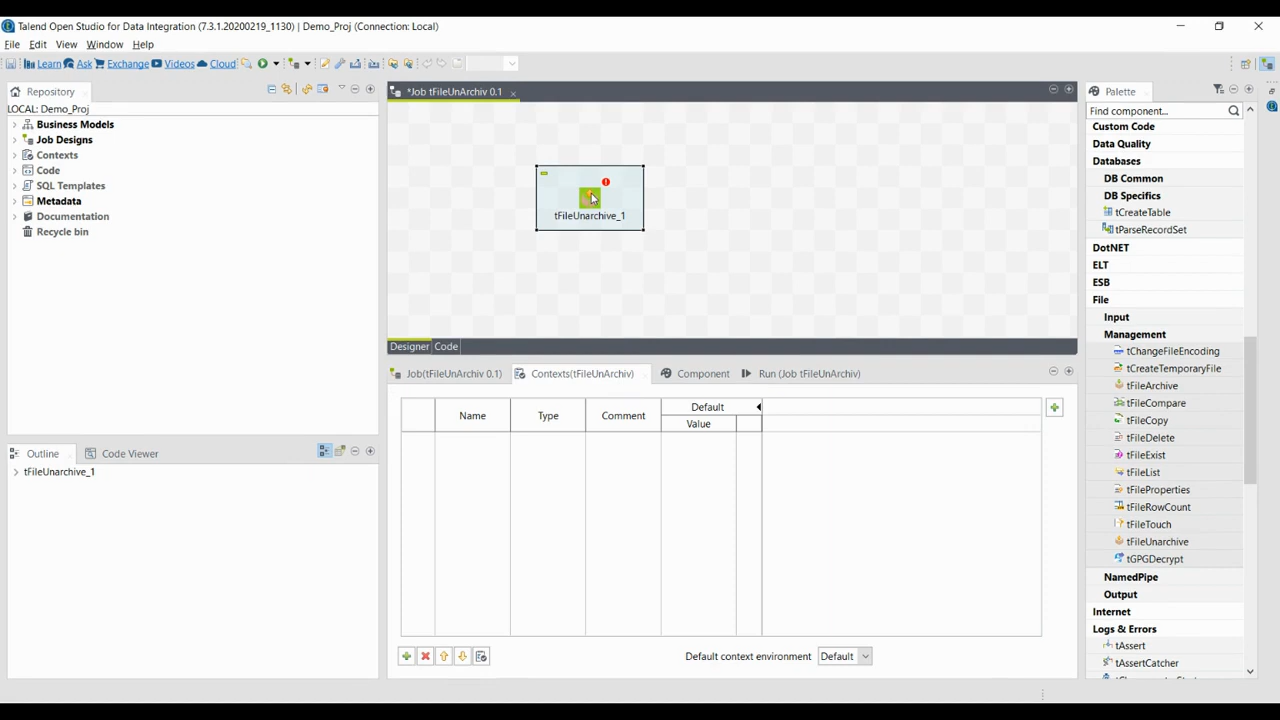 Talend Open Studio for Data Integration (7.3.1.20200219_1130) | Demo_Proj (Connection: Local)
File Edit View Window Help
Learn Ask Exchange Videos Cloud
Repository
LOCAL: Demo_Proj
Business Models
Job Designs
Contexts
Code
SQL Templates
Metadata
Documentation
Recycle bin
Outline Code Viewer
tFileUnarchive_1
*Job tFileUnArchiv 0.1
tFileUnarchive_1
Designer Code
Job(tFileUnArchiv 0.1) Contexts(tFileUnArchiv) Component Run (Job tFileUnArchiv)
Name Type Comment Default
Value
Default context environment Default
Palette
Find component...
Custom Code
Data Quality
Databases
DB Common
DB Specifics
tCreateTable
tParseRecordSet
DotNET
ELT
ESB
File
Input
Management
tChangeFileEncoding
tCreateTemporaryFile
tFileArchive
tFileCompare
tFileCopy
tFileDelete
tFileExist
tFileList
tFileProperties
tFileRowCount
tFileTouch
tFileUnarchive
tGPGDecrypt
NamedPipe
Output
Internet
Logs & Errors
tAssert
tAssertCatcher